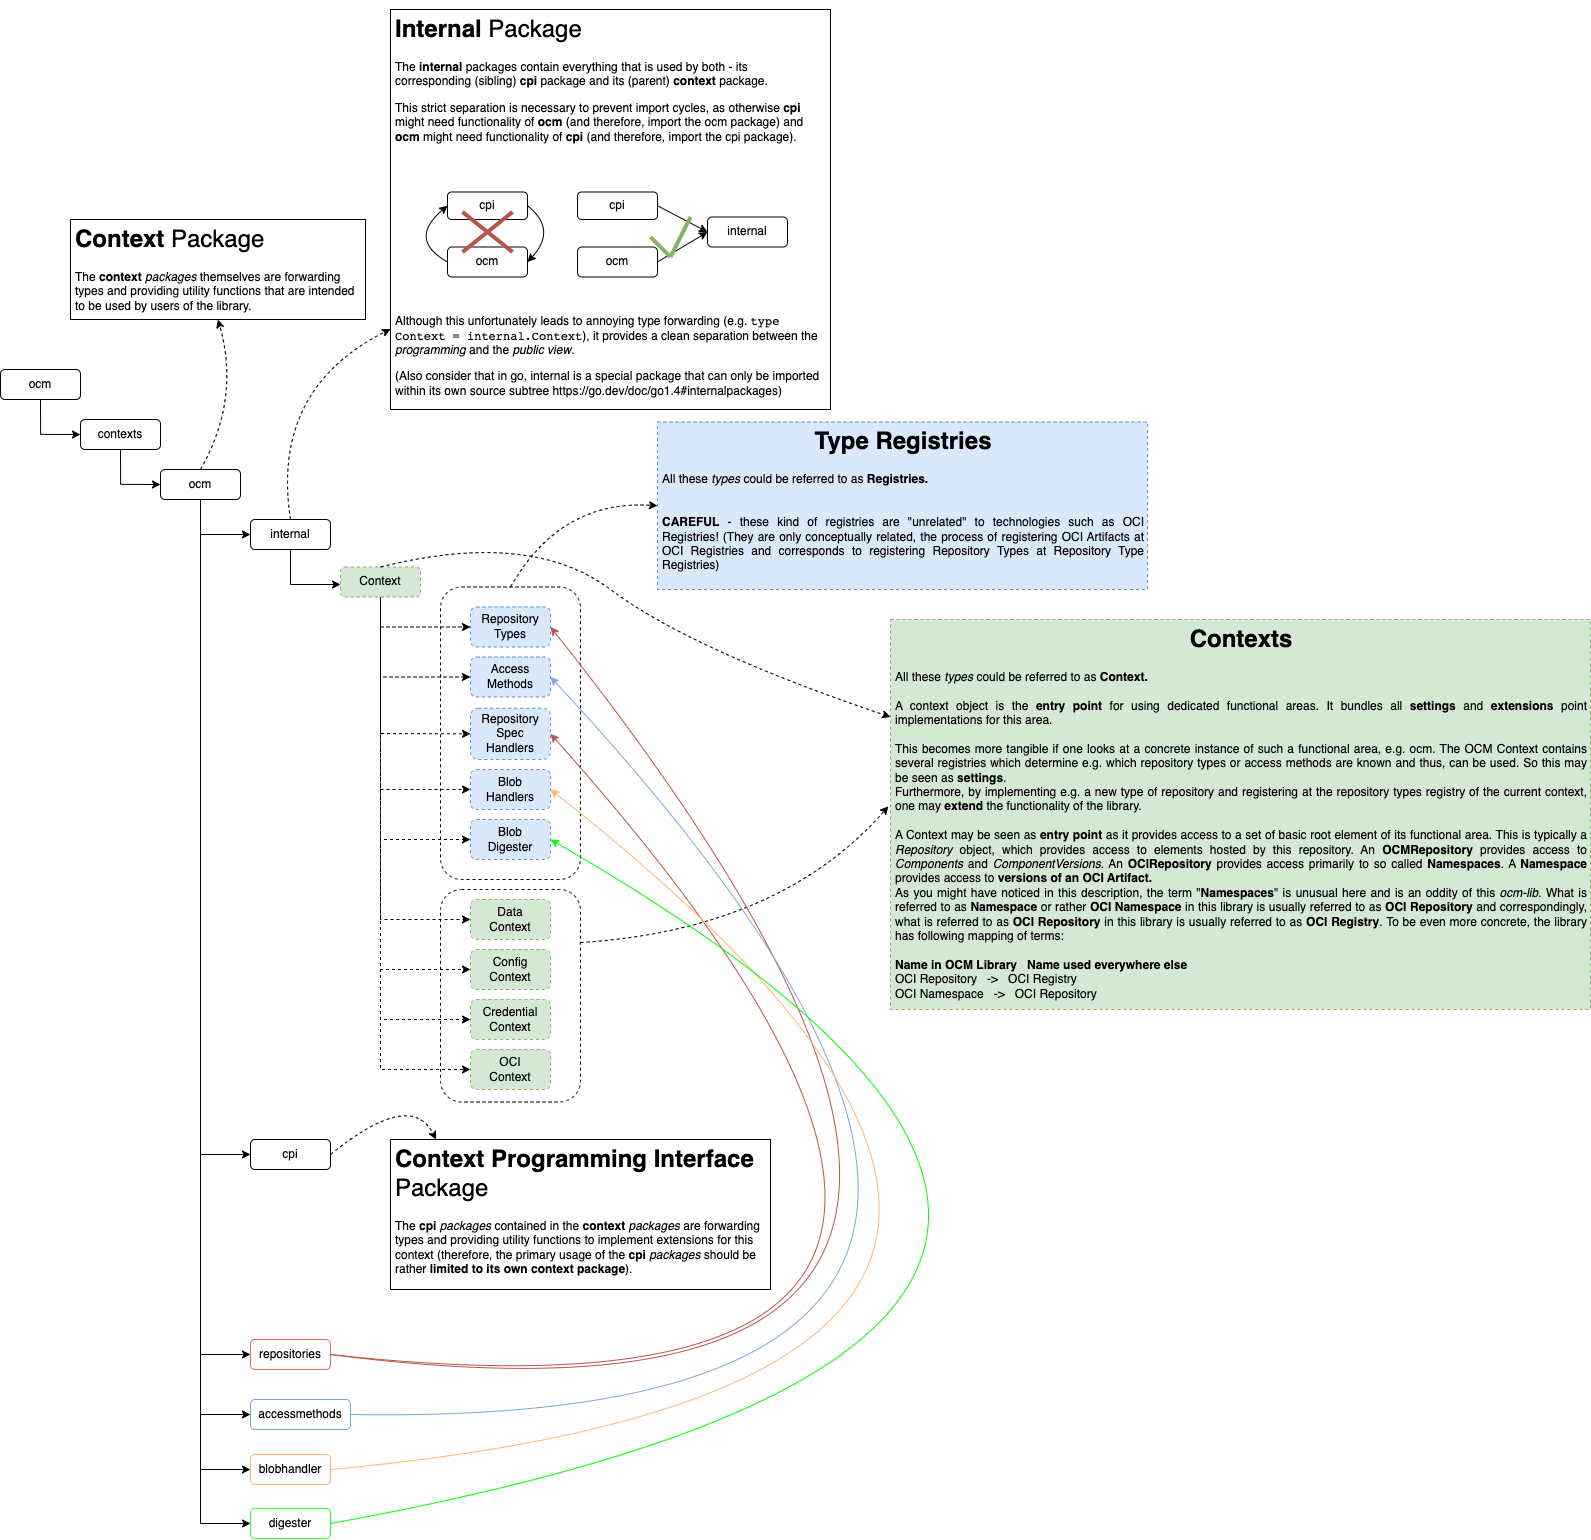 Internal Package
The internal packages contain everything that is used by both - its
corresponding (sibling) cpi package and its (parent) context package.
This strict separation is necessary to prevent import cycles, as otherwise cpi
might need functionality of ocm (and therefore, import the ocm package) and
ocm might need functionality of cpi (and therefore, import the cpi package).
cpi
ocm
cpi
ocm
internal
Although this unfortunately leads to annoying type forwarding (e.g. type
Context = internal.Context), it provides a clean separation between the
programming and the public view.
(Also consider that in go, internal is a special package that can only be imported
within its own source subtree https://go.dev/doc/go1.4#internalpackages)
Context Package
The context packages themselves are forwarding
types and providing utility functions that are intended
to be used by users of the library.
ocm
contexts
ocm
internal
Context
Type Registries
All these types could be referred to as Registries.
CAREFUL - these kind of registries are "unrelated" to technologies such as OCI
Registries! (They are only conceptually related, the process of registering OCI Artifacts at
OCI Registries and corresponds to registering Repository Types at Repository Type
Registries)
Repository
Types
Access
Methods
Repository
Spec
Handlers
Blob
Handlers
Blob
Digester
Data
Context
Config
Context
Credential
Context
OCI
Context
Contexts
All these types could be referred to as Context.
A context object is the entry point for using dedicated functional areas. It bundles all settings and extensions point
implementations for this area.
This becomes more tangible if one looks at a concrete instance of such a functional area, e.g. ocm. The OCM Context contains
several registries which determine e.g. which repository types or access methods are known and thus, can be used. So this may
be seen as settings.
Furthermore, by implementing e.g. a new type of repository and registering at the repository types registry of the current context,
one may extend the functionality of the library.
A Context may be seen as entry point as it provides access to a set of basic root element of its functional area. This is typically a
Repository object, which provides access to elements hosted by this repository. An OCMRepository provides access to
Components and ComponentVersions. An OCIRepository provides access primarily to so called Namespaces. A Namespace
provides access to versions of an OCI Artifact.
As you might have noticed in this description, the term "Namespaces" is unusual here and is an oddity of this ocm-lib. What is
referred to as Namespace or rather OCI Namespace in this library is usually referred to as OCI Repository and correspondingly,
what is referred to as OCI Repository in this library is usually referred to as OCI Registry. To be even more concrete, the library
has following mapping of terms:
Name in OCM Library Name used everywhere else
OCI Repository -> OCI Registry
OCI Namespace -> OCI Repository
cpi
Context Programming Interface
Package
The cpi packages contained in the context packages are forwarding
types and providing utility functions to implement extensions for this
context (therefore, the primary usage of the cpi packages should be
rather limited to its own context package).
repositories
accessmethods
blobhandler
digester